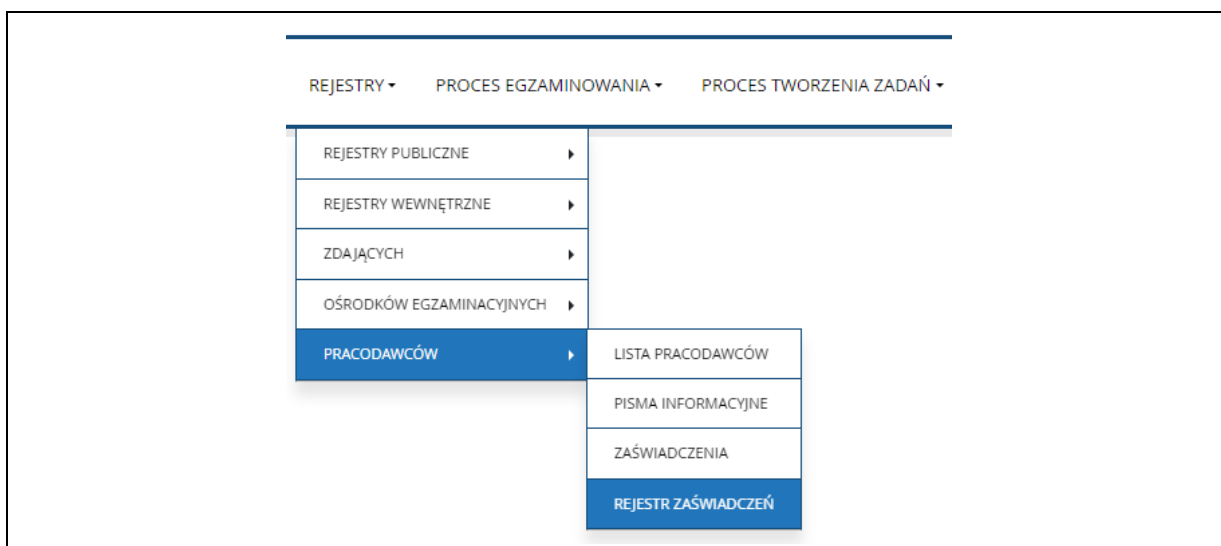 REJESTRY PROCES EGZAMINOWANIA PROCES TWORZENIA ZADAŃ
REJESTRY PUBLICZNE
REJESTRY WEWNĘTRZNE
ZDAJĄCYCH
OŚRODKÓW EGZAMINACYJNYCH
PRACODAWCÓW
LISTA PRACODAWCÓW
PISMA INFORMACYJNE
ZAŚWIADCZENIA
REJESTR ZAŚWIADCZEŃ